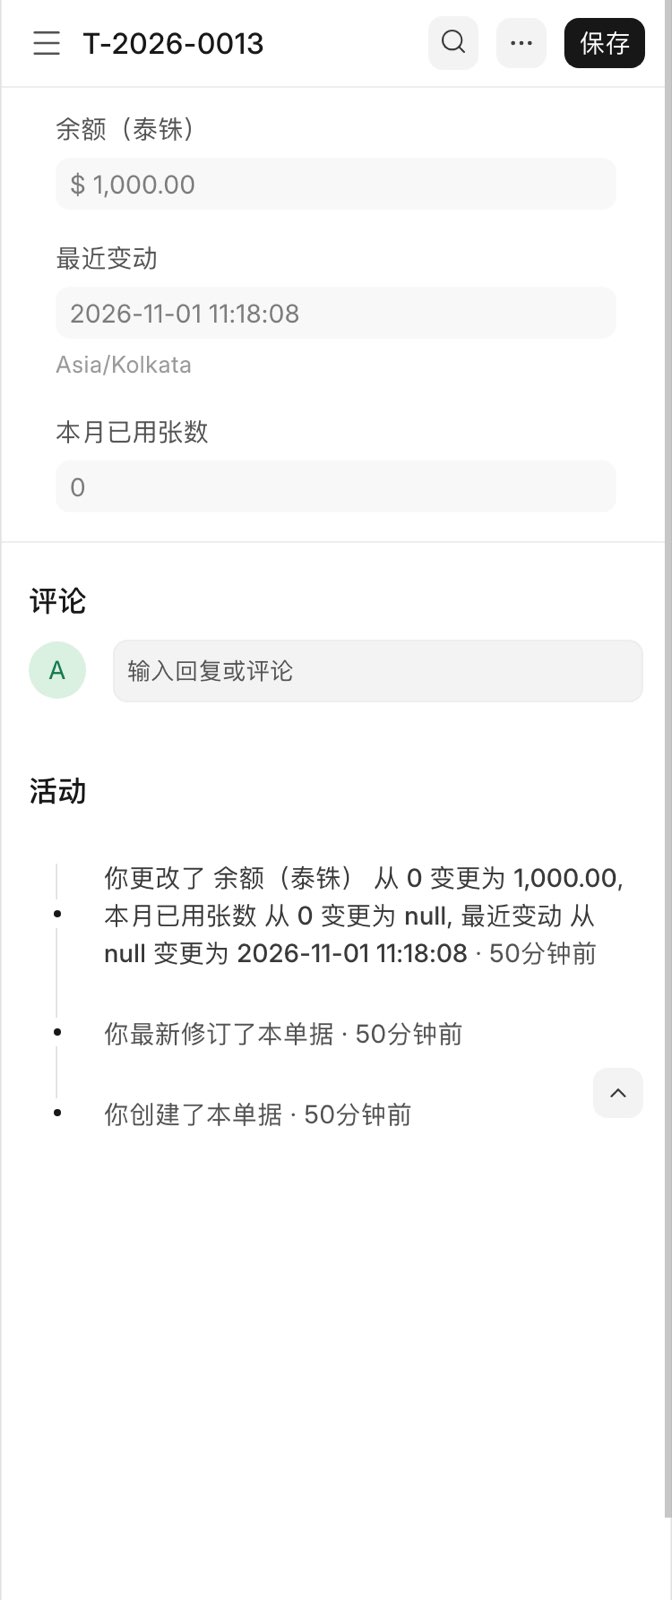 T-2026-0013
保存
余额（泰铢）
$ 1,000.00
最近变动
2026-11-01 11:18:08
Asia/Kolkata
本月已用张数
0
评论
A
输入回复或评论
活动
你更改了 余额（泰铢） 从 0 变更为 1,000.00,
本月已用张数 从 0 变更为 null, 最近变动 从
null 变更为 2026-11-01 11:18:08 · 50分钟前
你最新修订了本单据 · 50分钟前
你创建了本单据 · 50分钟前